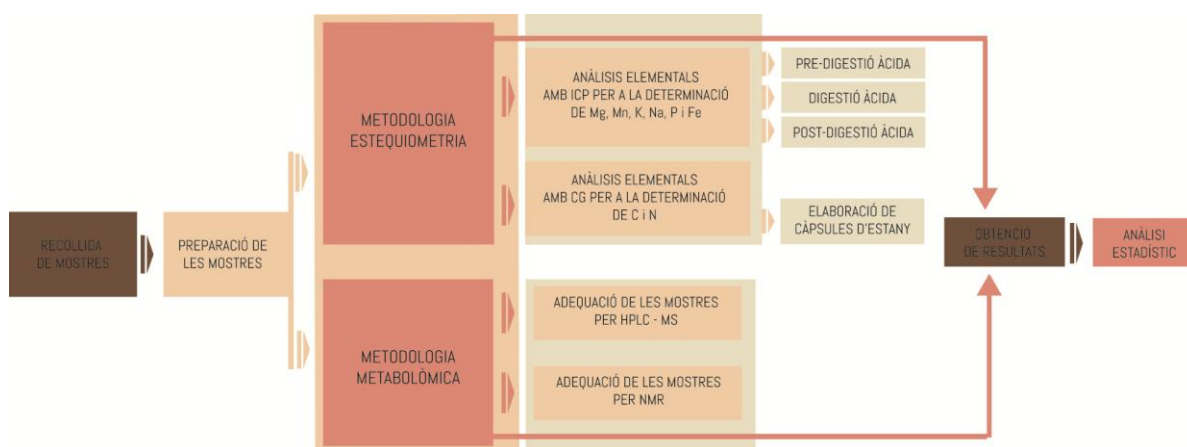 RECOLLIDA
DE MOSTRES
PREPARACIÓ DE
LES MOSTRES
METODOLOGIA
ESTEQUIOMETRIA
ANÀLISIS ELEMENTALS
AMB ICP PER A LA DETERMINACIÓ
DE Mg, Mn, K, Na, P i Fe
PRE-DIGESTIÓ ÀCIDA
DIGESTIÓ ÀCIDA
POST-DIGESTIÓ ÀCIDA
ANÀLISIS ELEMENTALS
AMB CG PER A LA DETERMINACIÓ
DE C i N
ELABORACIÓ DE
CÀPSULES D'ESTANY
METODOLOGIA
METABOLÒMICA
ADEQUACIÓ DE LES MOSTRES
PER HPLC - MS
ADEQUACIÓ DE LES MOSTRES
PER NMR
OBTENCIÓ
DE RESULTATS
ANÀLISI
ESTADÍSTIC